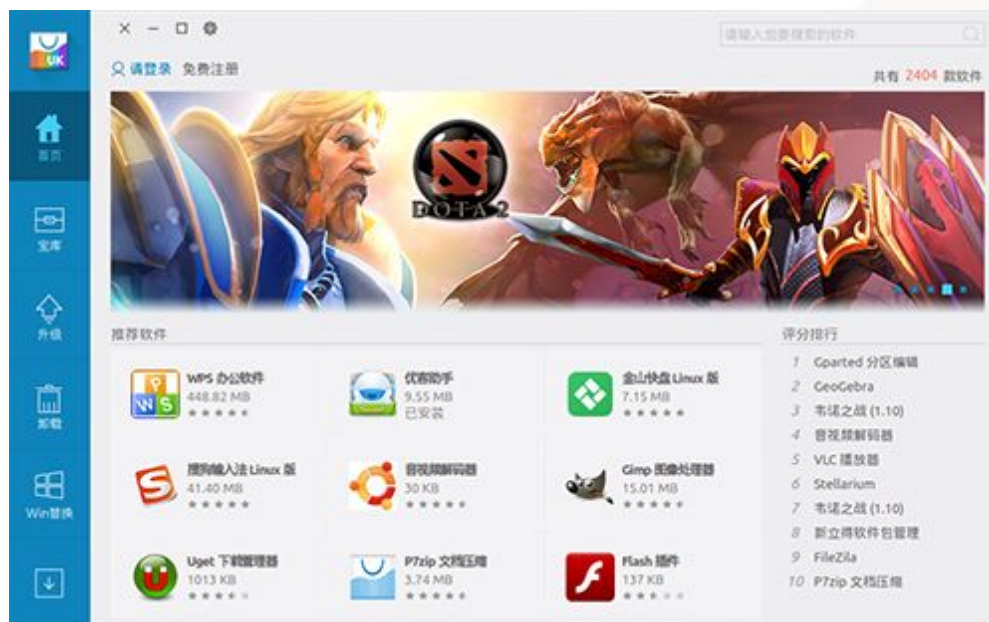 UK
请输入您要搜索的软件
请登录 免费注册
共有 2404 款软件
首页
宝库
升级
卸载
Win替换
DOTA 2
推荐软件
WPS 办公软件
448.82 MB
优客助手
9.55 MB
已安装
金山快盘 Linux 版
7.15 MB
搜狗输入法 Linux 版
41.40 MB
音视频解码器
30 KB
Gimp 图像处理器
15.01 MB
Uget 下载管理器
1013 KB
P7zip 文档压缩
3.74 MB
Flash 插件
137 KB
评分排行
1 Gparted 分区编辑
2 GeoGebra
3 韦诺之战 (1.10)
4 音视频解码器
5 VLC 播放器
6 Stellarium
7 韦诺之战 (1.10)
8 新立得软件包管理
9 FileZila
10 P7zip 文档压缩